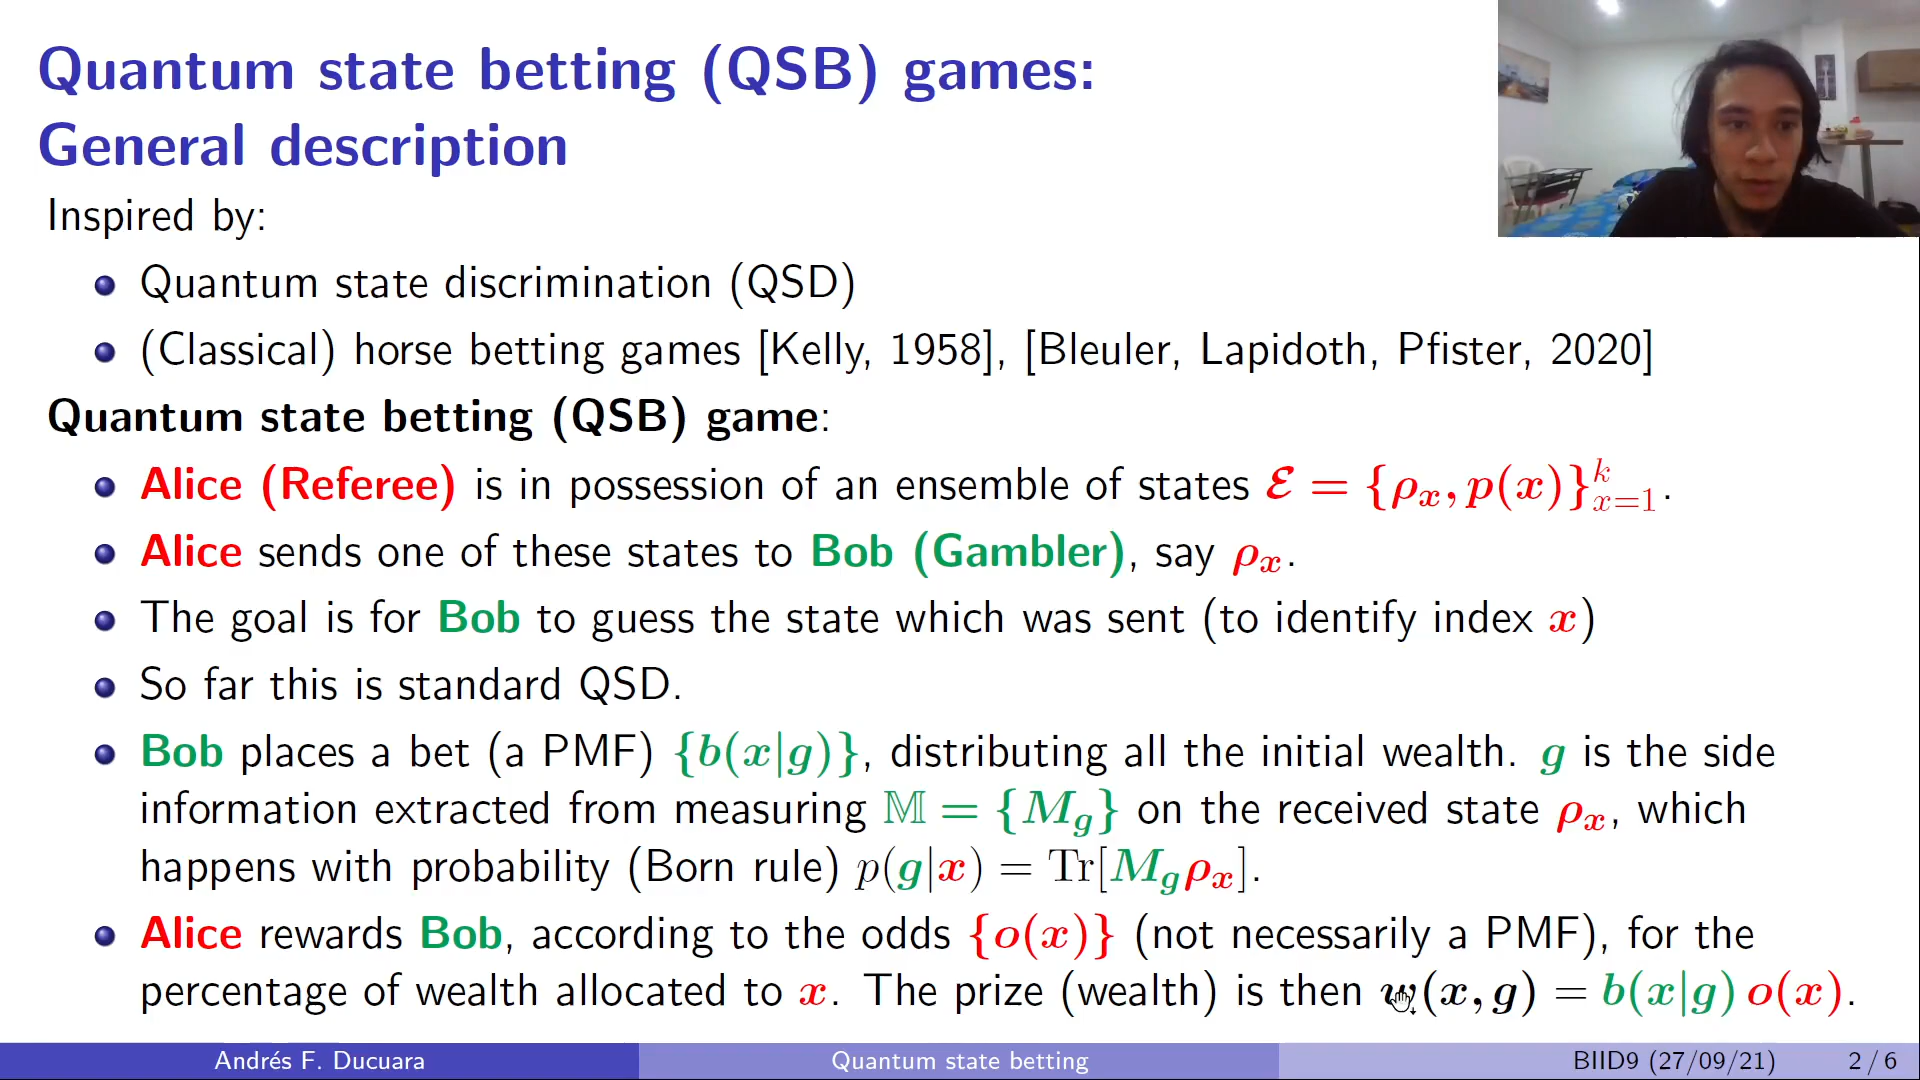 Quantum state betting (QSB) games:
General description
Inspired by:
Quantum state discrimination (QSD)
(Classical) horse betting games [Kelly, 1958], [Bleuler, Lapidoth, Pfister, 2020]
Quantum state betting (QSB) game:
Alice (Referee) is in possession of an ensemble of states ℰ = {ρ_x, p(x)}_{x=1}^k.
Alice sends one of these states to Bob (Gambler), say ρ_x.
The goal is for Bob to guess the state which was sent (to identify index x)
So far this is standard QSD.
Bob places a bet (a PMF) {b(x|g)}, distributing all the initial wealth. g is the side
information extracted from measuring 𝕄 = {M_g} on the received state ρ_x, which
happens with probability (Born rule) p(g|x) = Tr[M_g ρ_x].
Alice rewards Bob, according to the odds {o(x)} (not necessarily a PMF), for the
percentage of wealth allocated to x. The prize (wealth) is then w(x, g) = b(x|g) o(x).
Andrés F. Ducuara
Quantum state betting
BIID9 (27/09/21)
2 / 6